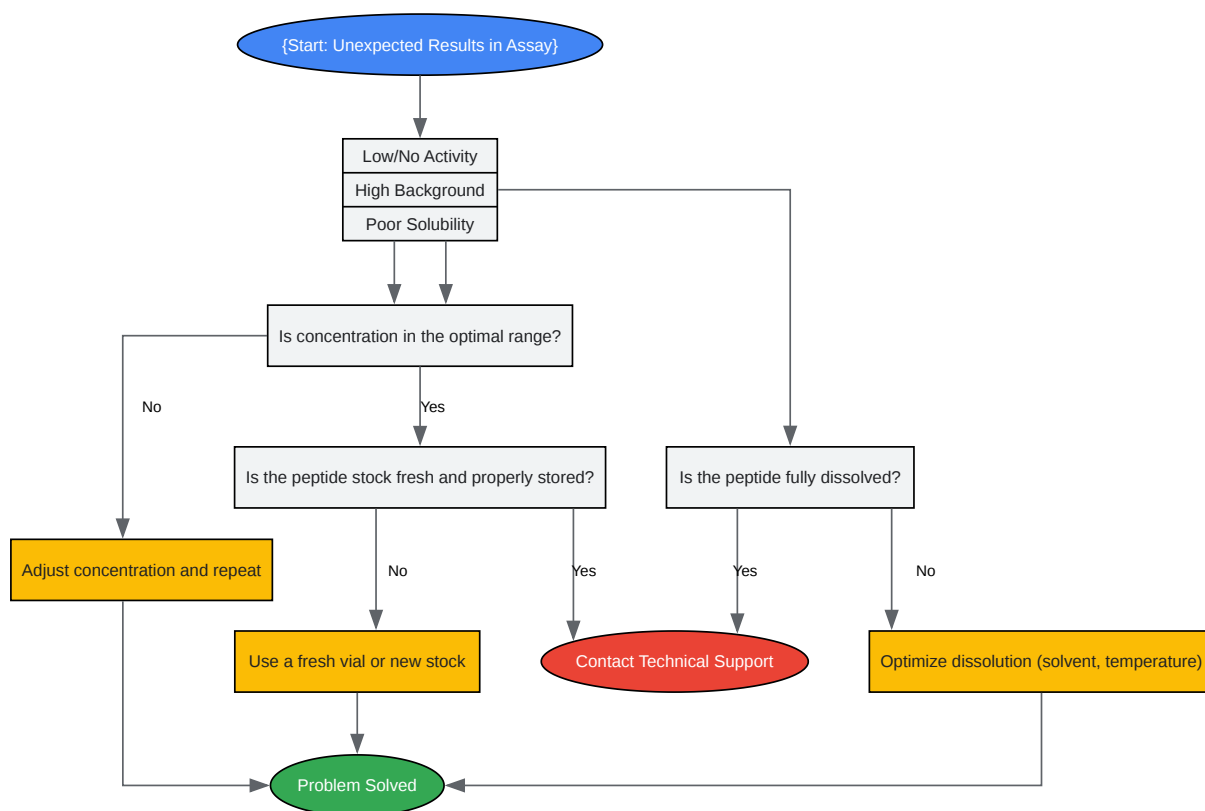 {Start: Unexpected Results in Assay}
Low/No Activity
High Background
Poor Solubility
Is concentration in the optimal range?
No
Yes
Is the peptide stock fresh and properly stored?
Is the peptide fully dissolved?
Adjust concentration and repeat
No
Yes
Yes
No
Use a fresh vial or new stock
Contact Technical Support
Optimize dissolution (solvent, temperature)
Problem Solved